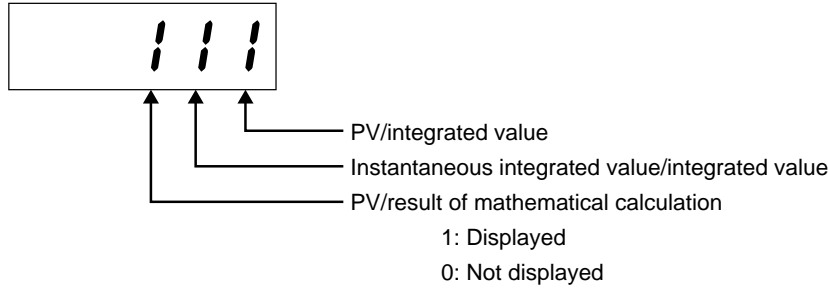 111
PV/integrated value
Instantaneous integrated value/integrated value
PV/result of mathematical calculation
1: Displayed
0: Not displayed